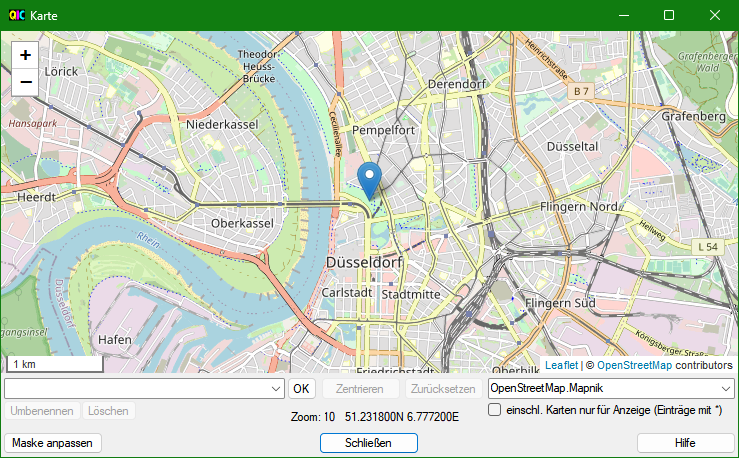 QIC Karte
+
−
Lörick
Theodor-
Heuss-
Brücke
Heinrichstraße
Grafenberger
Wald
Derendorf
B 7
Hansapark
Niederkassel
Cecilienallee
Pempelfort
Grafenberg
Düsseltal
Heerdt
Oberkassel
Flingern Nord
Hellweg
Rhein
L 54
Düsseldorf
Düsseldorf
Carlstadt
Stadtmitte
Flingern Süd
Hafen
Königsberger Straße
1 km
Friedrichstadt
Oberbilk
Leaflet | © OpenStreetMap contributors
OK
Zentrieren
Zurücksetzen
OpenStreetMap.Mapnik
Umbenennen
Löschen
Zoom: 10 51.231800N 6.777200E
einschl. Karten nur für Anzeige (Einträge mit *)
Maske anpassen
Schließen
Hilfe